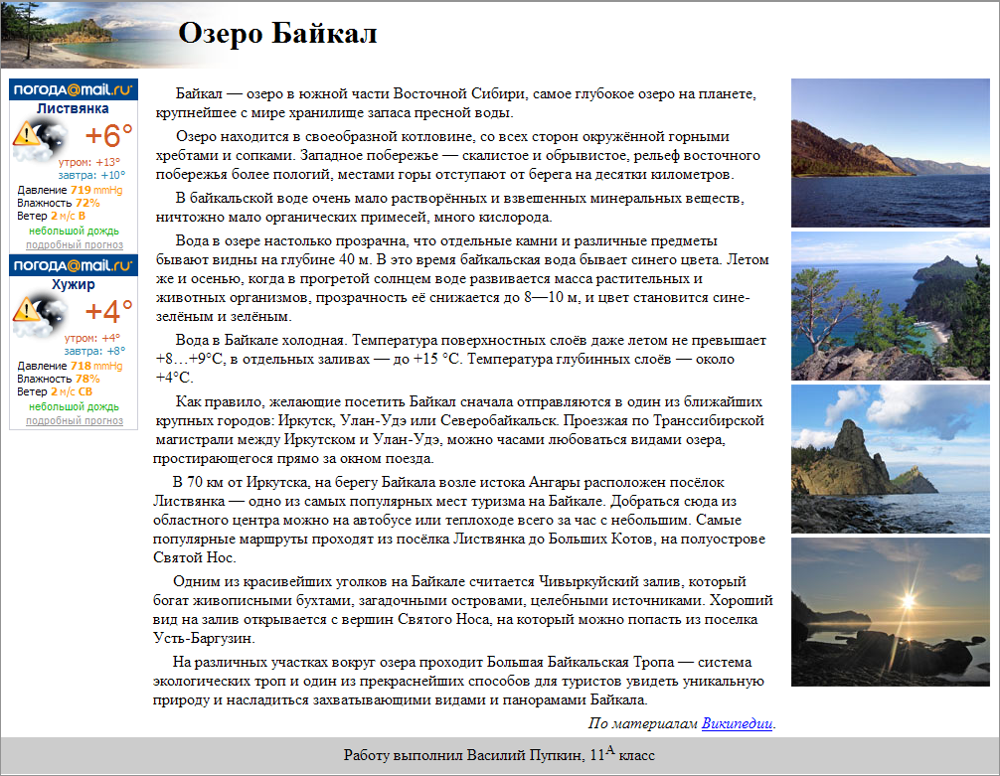 Озеро Байкал
погода@mail.ru
Листвянка
+6°
утром: +13°
завтра: +10°
Давление 719 mmHg
Влажность 72%
Ветер 2 м/с В
небольшой дождь
подробный прогноз
погода@mail.ru
Хужир
+4°
утром: +4°
завтра: +8°
Давление 718 mmHg
Влажность 78%
Ветер 2 м/с СВ
небольшой дождь
подробный прогноз
Байкал — озеро в южной части Восточной Сибири, самое глубокое озеро на планете,
крупнейшее с мире хранилище запаса пресной воды.
Озеро находится в своеобразной котловине, со всех сторон окружённой горными
хребтами и сопками. Западное побережье — скалистое и обрывистое, рельеф восточного
побережья более пологий, местами горы отступают от берега на десятки километров.
В байкальской воде очень мало растворённых и взвешенных минеральных веществ,
ничтожно мало органических примесей, много кислорода.
Вода в озере настолько прозрачна, что отдельные камни и различные предметы
бывают видны на глубине 40 м. В это время байкальская вода бывает синего цвета. Летом
же и осенью, когда в прогретой солнцем воде развивается масса растительных и
животных организмов, прозрачность её снижается до 8—10 м, и цвет становится сине-
зелёным и зелёным.
Вода в Байкале холодная. Температура поверхностных слоёв даже летом не превышает
+8…+9°C, в отдельных заливах — до +15 °C. Температура глубинных слоёв — около
+4°C.
Как правило, желающие посетить Байкал сначала отправляются в один из ближайших
крупных городов: Иркутск, Улан-Удэ или Северобайкальск. Проезжая по Транссибирской
магистрали между Иркутском и Улан-Удэ, можно часами любоваться видами озера,
простирающегося прямо за окном поезда.
В 70 км от Иркутска, на берегу Байкала возле истока Ангары расположен посёлок
Листвянка — одно из самых популярных мест туризма на Байкале. Добраться сюда из
областного центра можно на автобусе или теплоходе всего за час с небольшим. Самые
популярные маршруты проходят из посёлка Листвянка до Больших Котов, на полуострове
Святой Нос.
Одним из красивейших уголков на Байкале считается Чивыркуйский залив, который
богат живописными бухтами, загадочными островами, целебными источниками. Хороший
вид на залив открывается с вершин Святого Носа, на который можно попасть из поселка
Усть-Баргузин.
На различных участках вокруг озера проходит Большая Байкальская Тропа — система
экологических троп и один из прекраснейших способов для туристов увидеть уникальную
природу и насладиться захватывающими видами и панорамами Байкала.
По материалам Википедии.
Работу выполнил Василий Пупкин, 11А класс